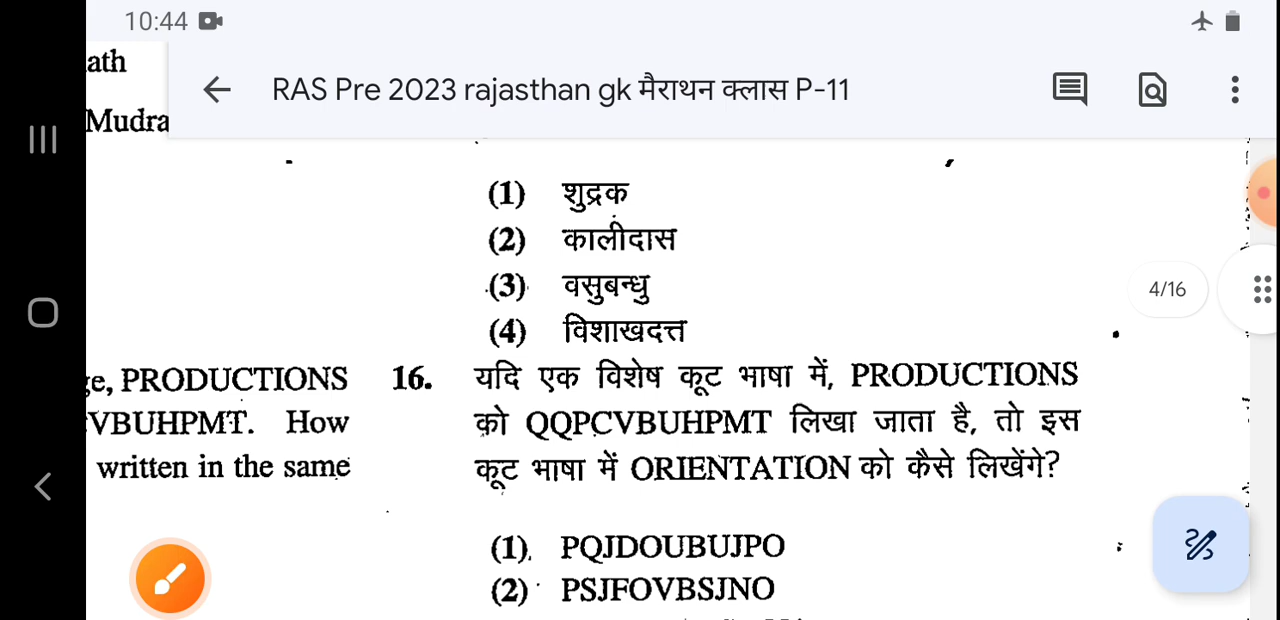 10:44
ath
RAS Pre 2023 rajasthan gk मैराथन क्लास P-11
Mudra
(1) शुद्रक
(2) कालीदास
(3) वसुबन्धु
4/16
(4) विशाखदत्त
ge, PRODUCTIONS
VBUHPMT. How
written in the same
16. यदि एक विशेष कूट भाषा में, PRODUCTIONS
को QQPCVBUHPMT लिखा जाता है, तो इस
कूट भाषा में ORIENTATION को कैसे लिखेंगे?
(1) PQJDOUBUJPO
(2) PSJFOVBSJNO